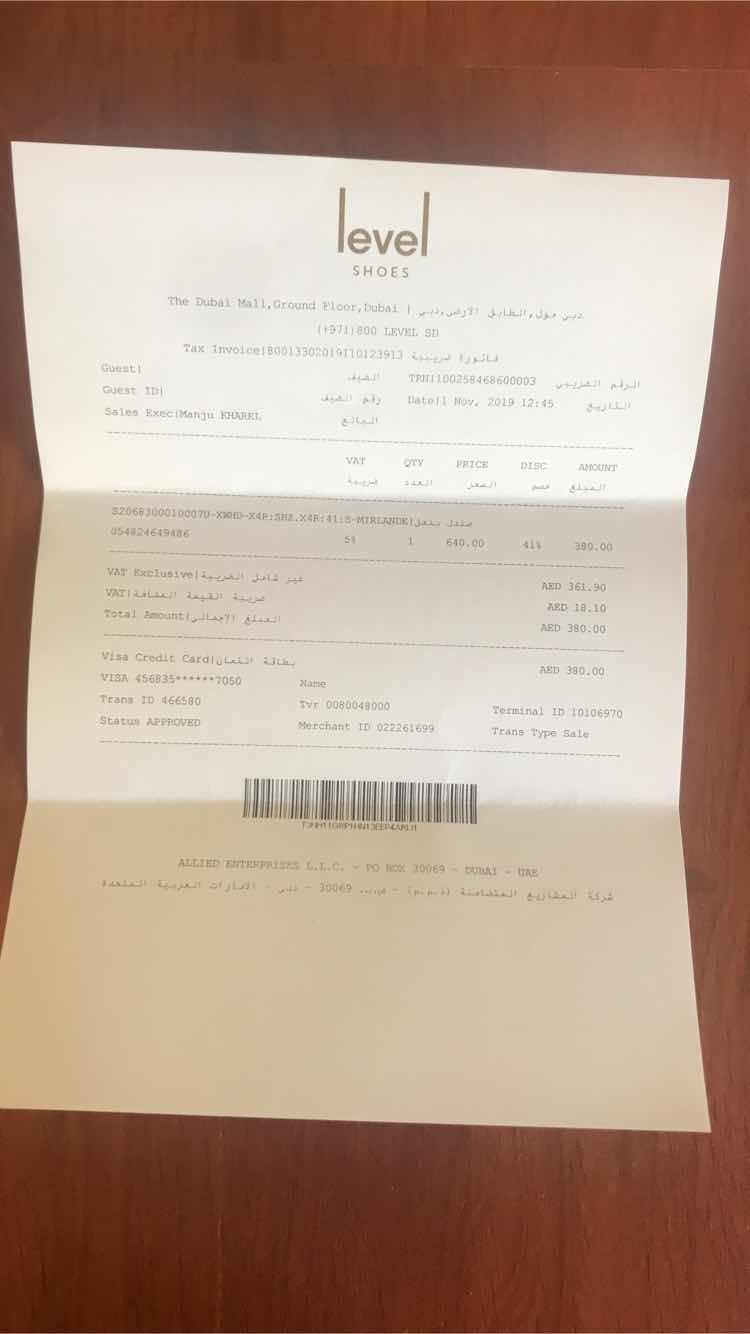 level
SHOES
The Dubai Mall,Ground Floor,Dubai | دبي مول,الطابق الارضي,دبي
(+971)800 LEVEL SD
Tax Invoice|80013302019110123913 فاتورة ضريبية
Guest| الضيف TRN|100258468600003 الرقم الضريبي
Guest ID| رقم الضيف Date|1 Nov, 2019 12:45 التاريخ
Sales Exec|Manju KHAREL البائع
VAT QTY PRICE DISC AMOUNT
ضريبة العدد السعر خصم المبلغ
S2068300010007U-XWHD-X4R:SHZ.X4R:41:S-MIRLANDE|صندل بنعل
054824649486 5% 1 640.00 41% 380.00
VAT Exclusive|غير شامل الضريبة AED 361.90
VAT|ضريبة القيمة المضافة AED 18.10
Total Amount|المبلغ الإجمالي AED 380.00
Visa Credit Card|بطاقة ائتمان AED 380.00
VISA 456835******7050 Name
Trans ID 466580 Tvr 0080048000 Terminal ID 10106970
Status APPROVED Merchant ID 022261699 Trans Type Sale
ALLIED ENTERPRISES L.L.C. - PO BOX 30069 - DUBAI - UAE
شركة المشاريع المتضامنة (ذ.م.م) - ص.ب. 30069 - دبي - الامارات العربية المتحدة